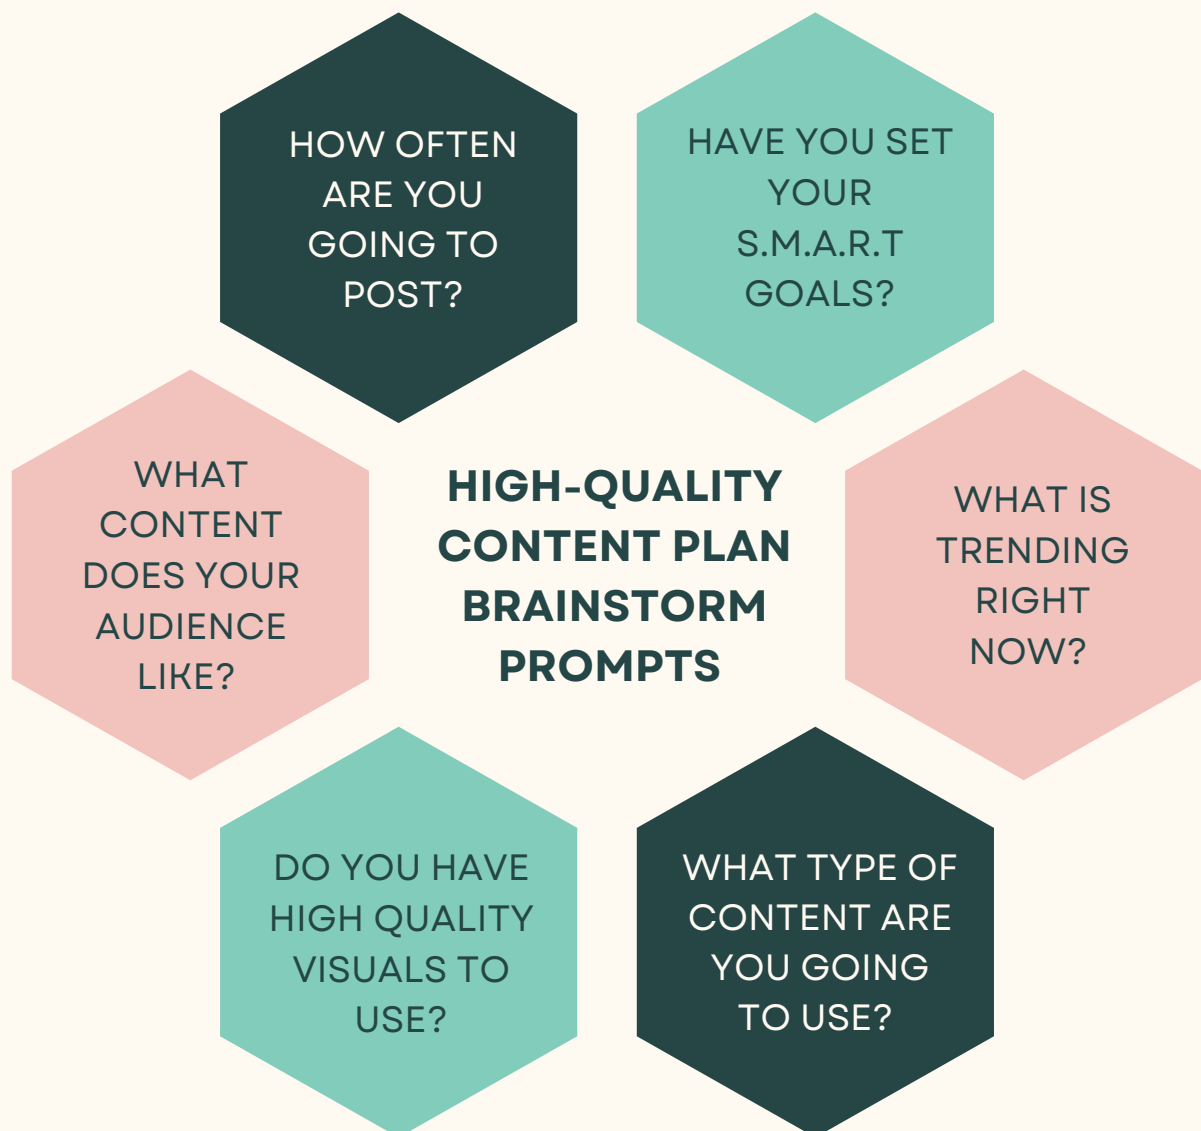 HOW OFTEN
ARE YOU
GOING TO
POST?
HAVE YOU SET
YOUR
S.M.A.R.T
GOALS?
WHAT
CONTENT
DOES YOUR
AUDIENCE
LIKE?
HIGH-QUALITY
CONTENT PLAN
BRAINSTORM
PROMPTS
WHAT IS
TRENDING
RIGHT
NOW?
DO YOU HAVE
HIGH QUALITY
VISUALS TO
USE?
WHAT TYPE OF
CONTENT ARE
YOU GOING
TO USE?